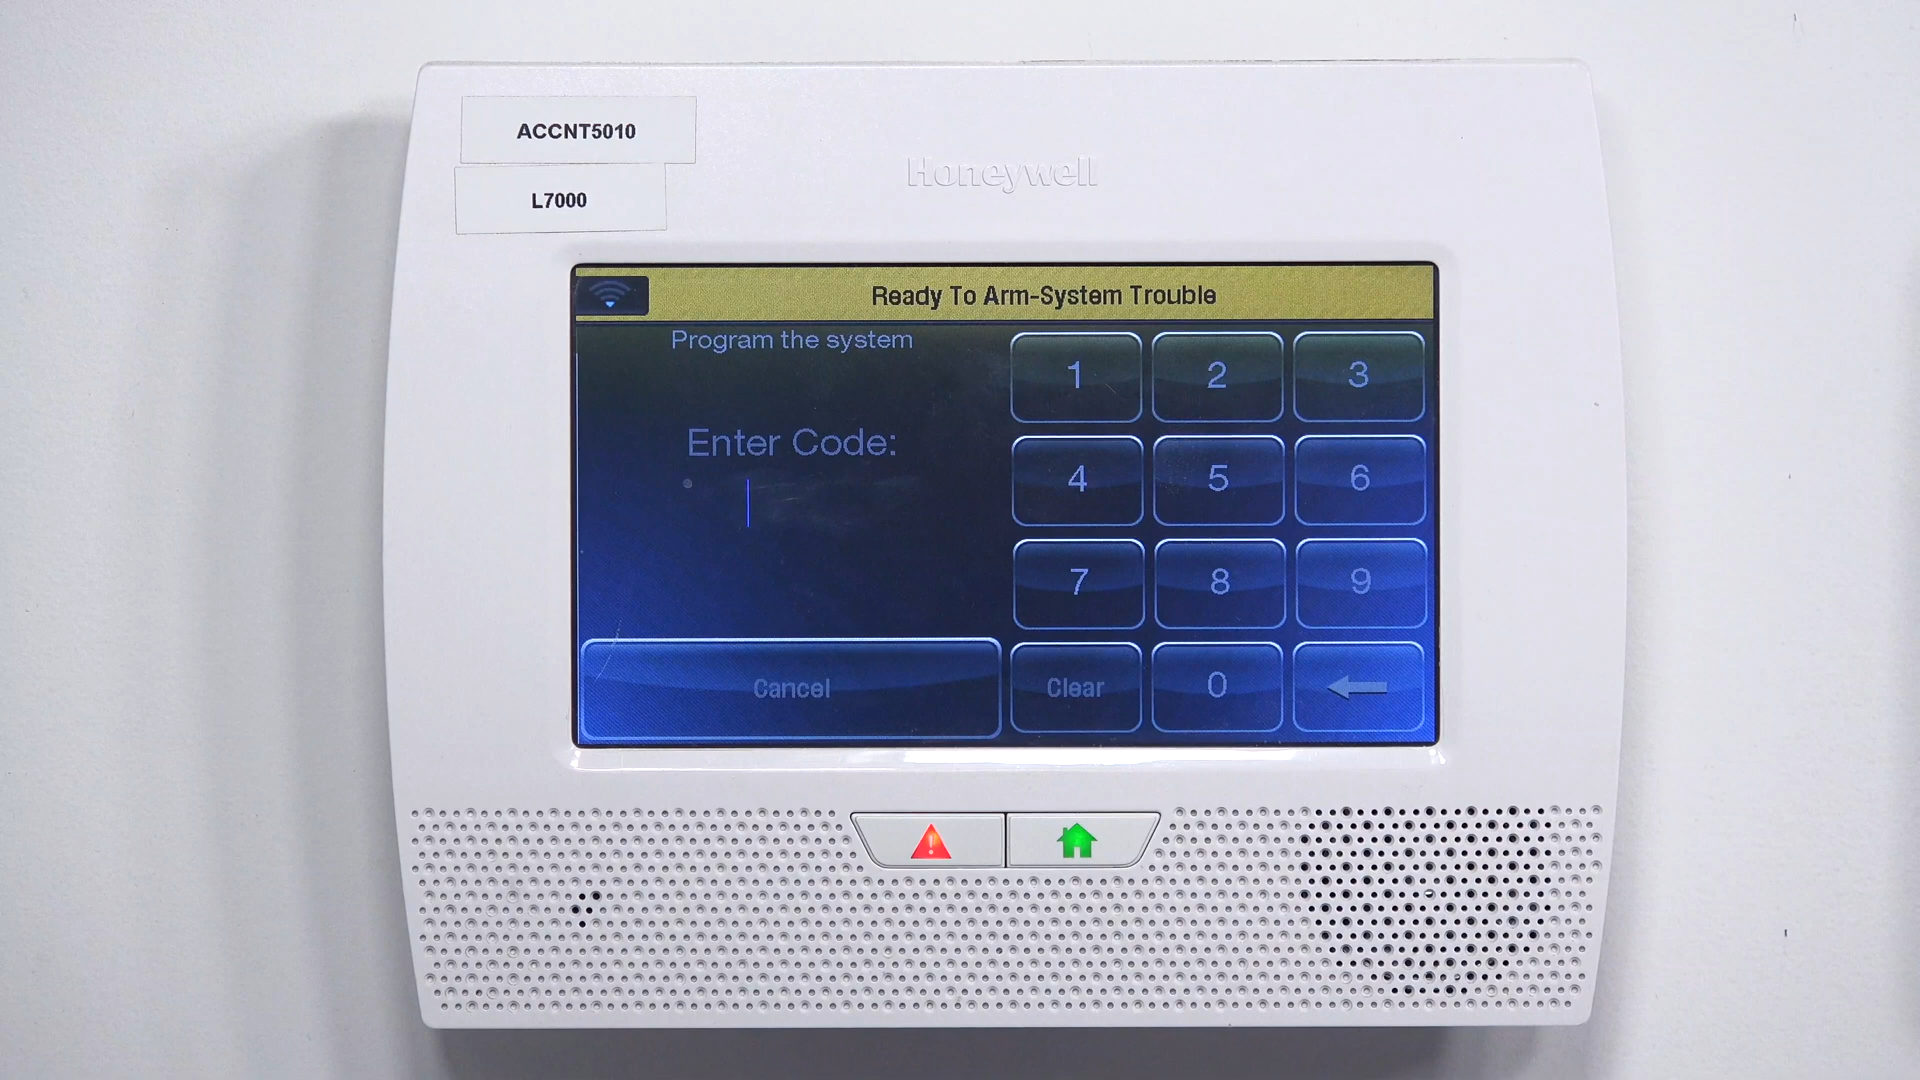 ACCNT5010
L7000
Honeywell
Ready To Arm-System Trouble
Program the system
Enter Code:
1 2 3
4 5 6
7 8 9
Cancel Clear 0